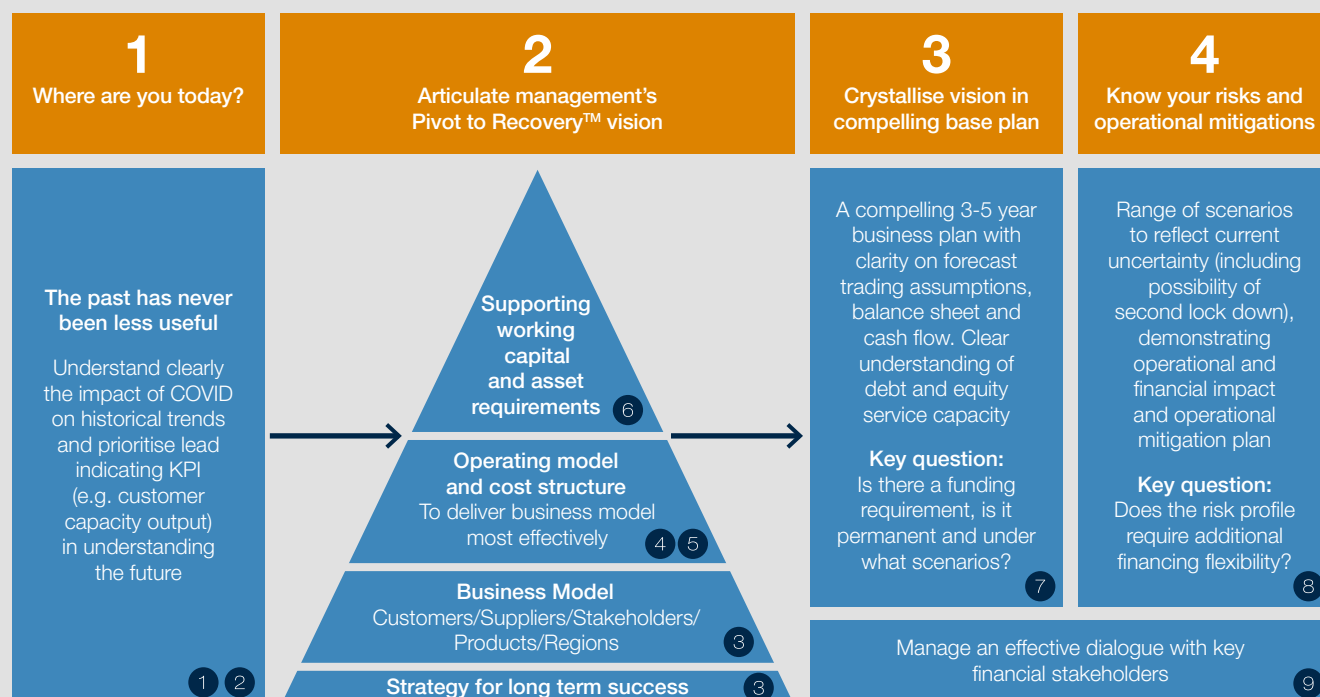 1
Where are you today?
The past has never
been less useful
Understand clearly
the impact of COVID
on historical trends
and prioritise lead
indicating KPI
(e.g. customer
capacity output)
in understanding
the future
1 2
2
Articulate management's
Pivot to Recovery™ vision
Supporting
working
capital
and asset
requirements 6
Operating model
and cost structure
To deliver business model
most effectively 4 5
Business Model
Customers/Suppliers/Stakeholders/
Products/Regions 3
Strategy for long term success 3
3
Crystallise vision in
compelling base plan
A compelling 3-5 year
business plan with
clarity on forecast
trading assumptions,
balance sheet and
cash flow. Clear
understanding of
debt and equity
service capacity
Key question:
Is there a funding
requirement, is it
permanent and under
what scenarios?
7
4
Know your risks and
operational mitigations
Range of scenarios
to reflect current
uncertainty (including
possibility of
second lock down),
demonstrating
operational and
financial impact
and operational
mitigation plan
Key question:
Does the risk profile
require additional
financing flexibility?
8
Manage an effective dialogue with key
financial stakeholders
9